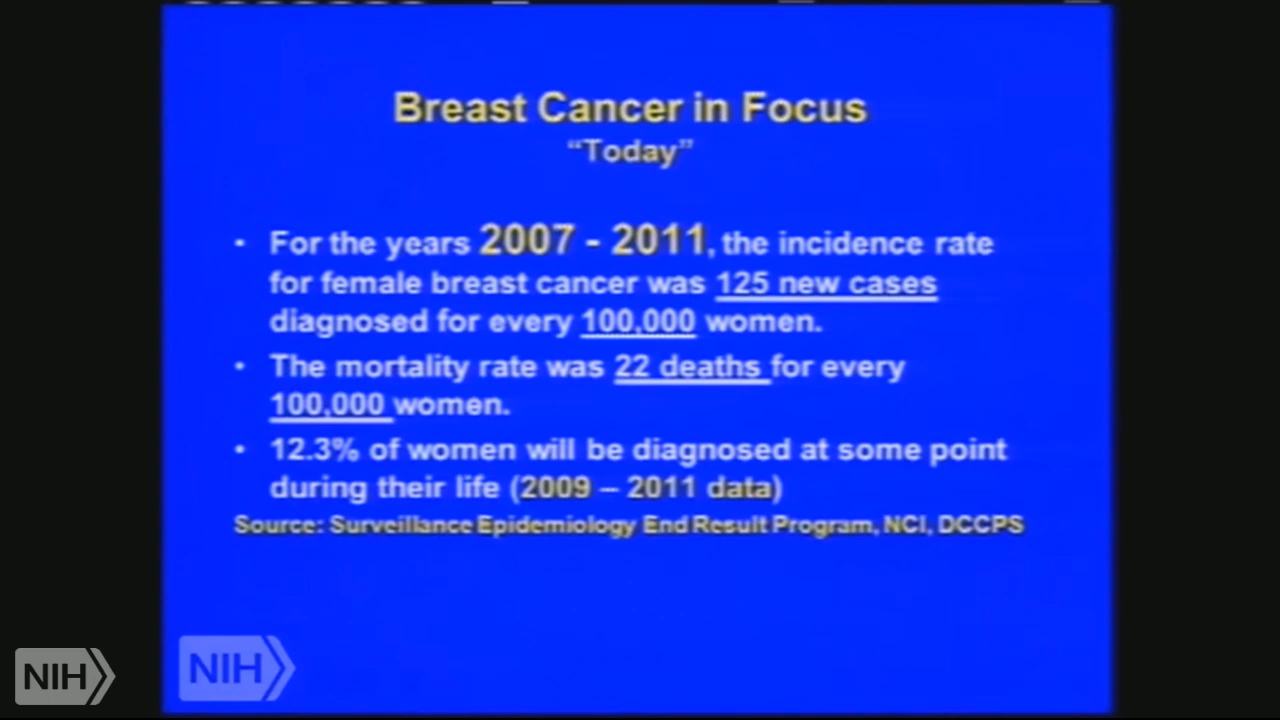 Breast Cancer in Focus
“Today”
• For the years 2007 - 2011, the incidence rate
for female breast cancer was 125 new cases
diagnosed for every 100,000 women.
• The mortality rate was 22 deaths for every
100,000 women.
• 12.3% of women will be diagnosed at some point
during their life (2009 – 2011 data)
Source: Surveillance Epidemiology End Result Program, NCI, DCCPS
NIH
NIH